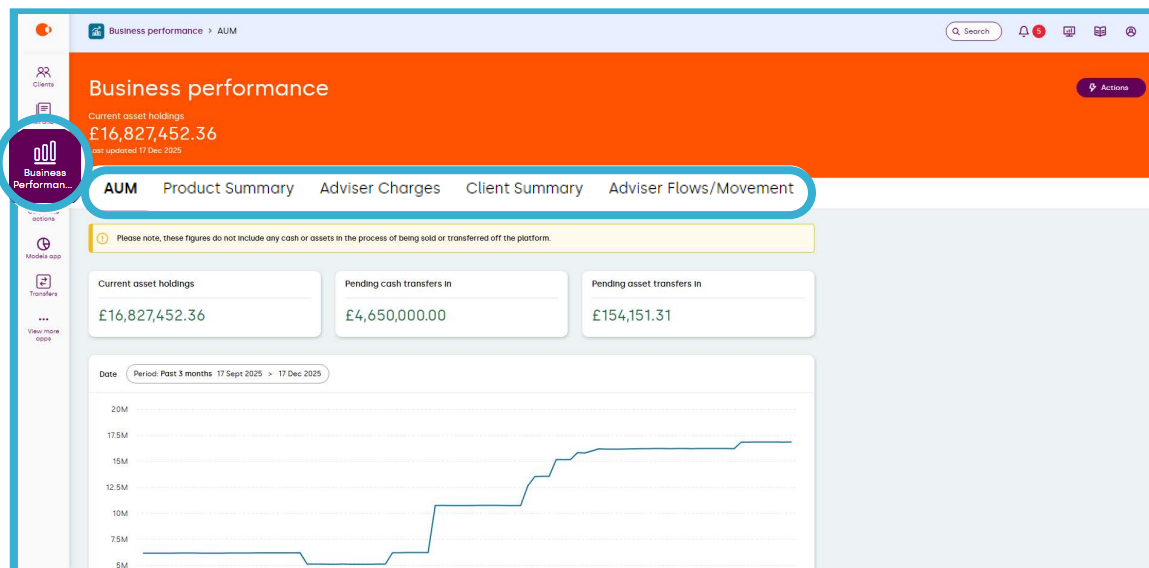 Business performance > AUM
Search
5
Clients
Business performance
Actions
Current asset holdings
£16,827,452.36
Last updated 17 Dec 2025
Business
Performan...
AUM Product Summary Adviser Charges Client Summary Adviser Flows/Movement
actions
Please note, these figures do not include any cash or assets in the process of being sold or transferred off the platform.
Models app
Transfers
View more
apps
Current asset holdings
£16,827,452.36
Pending cash transfers in
£4,650,000.00
Pending asset transfers in
£154,151.31
Date Period: Past 3 months 17 Sept 2025 > 17 Dec 2025
20M
17.5M
15M
12.5M
10M
7.5M
5M